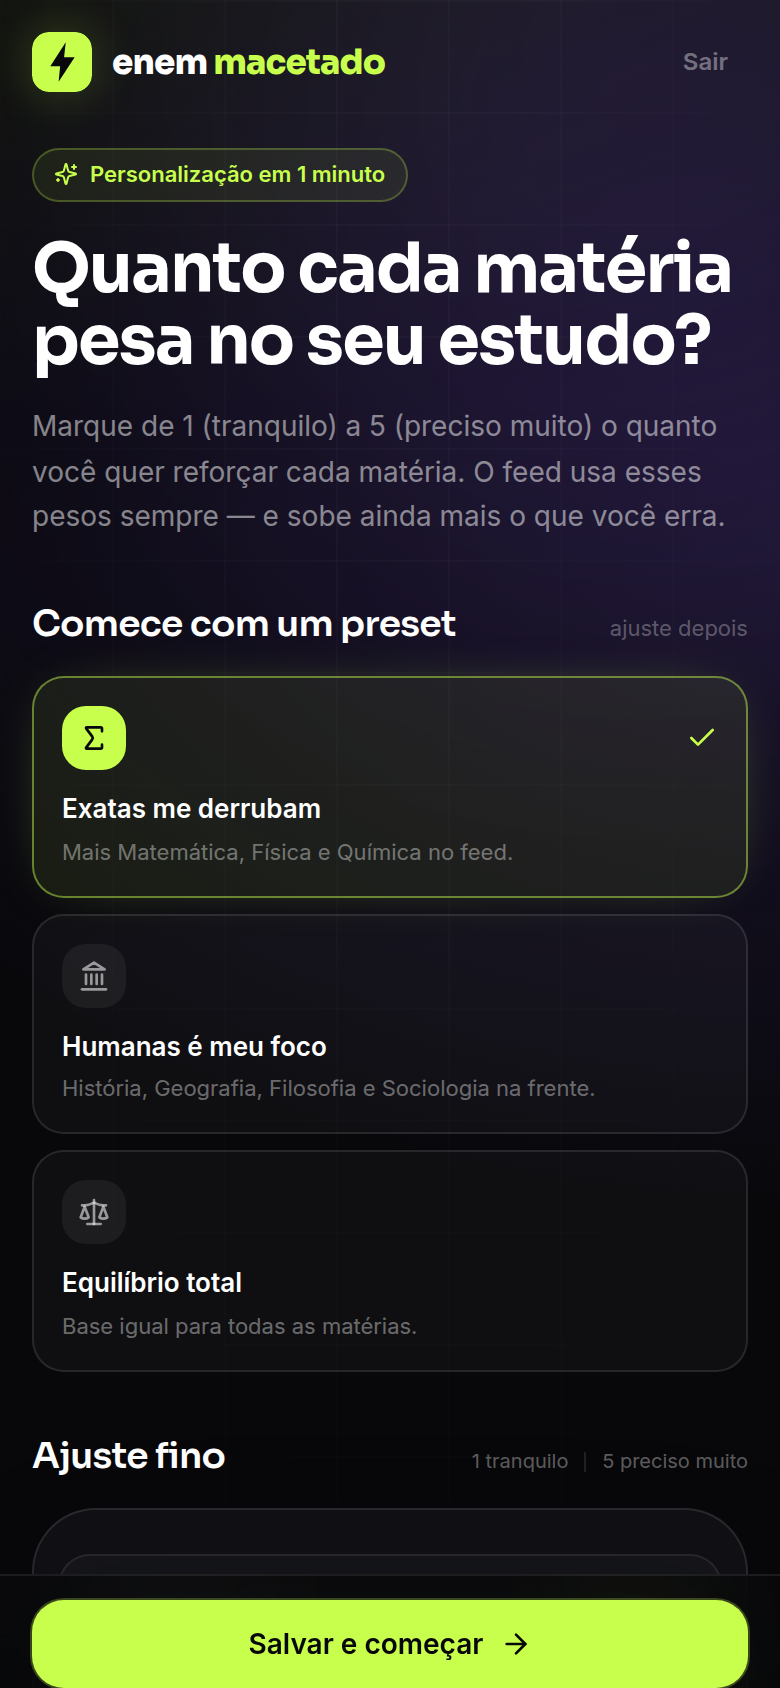 enem macetado
Sair
Personalização em 1 minuto
Quanto cada matéria
pesa no seu estudo?
Marque de 1 (tranquilo) a 5 (preciso muito) o quanto
você quer reforçar cada matéria. O feed usa esses
pesos sempre — e sobe ainda mais o que você erra.
Comece com um preset
ajuste depois
Exatas me derrubam
Mais Matemática, Física e Química no feed.
Humanas é meu foco
História, Geografia, Filosofia e Sociologia na frente.
Equilíbrio total
Base igual para todas as matérias.
Ajuste fino
1 tranquilo | 5 preciso muito
Salvar e começar →